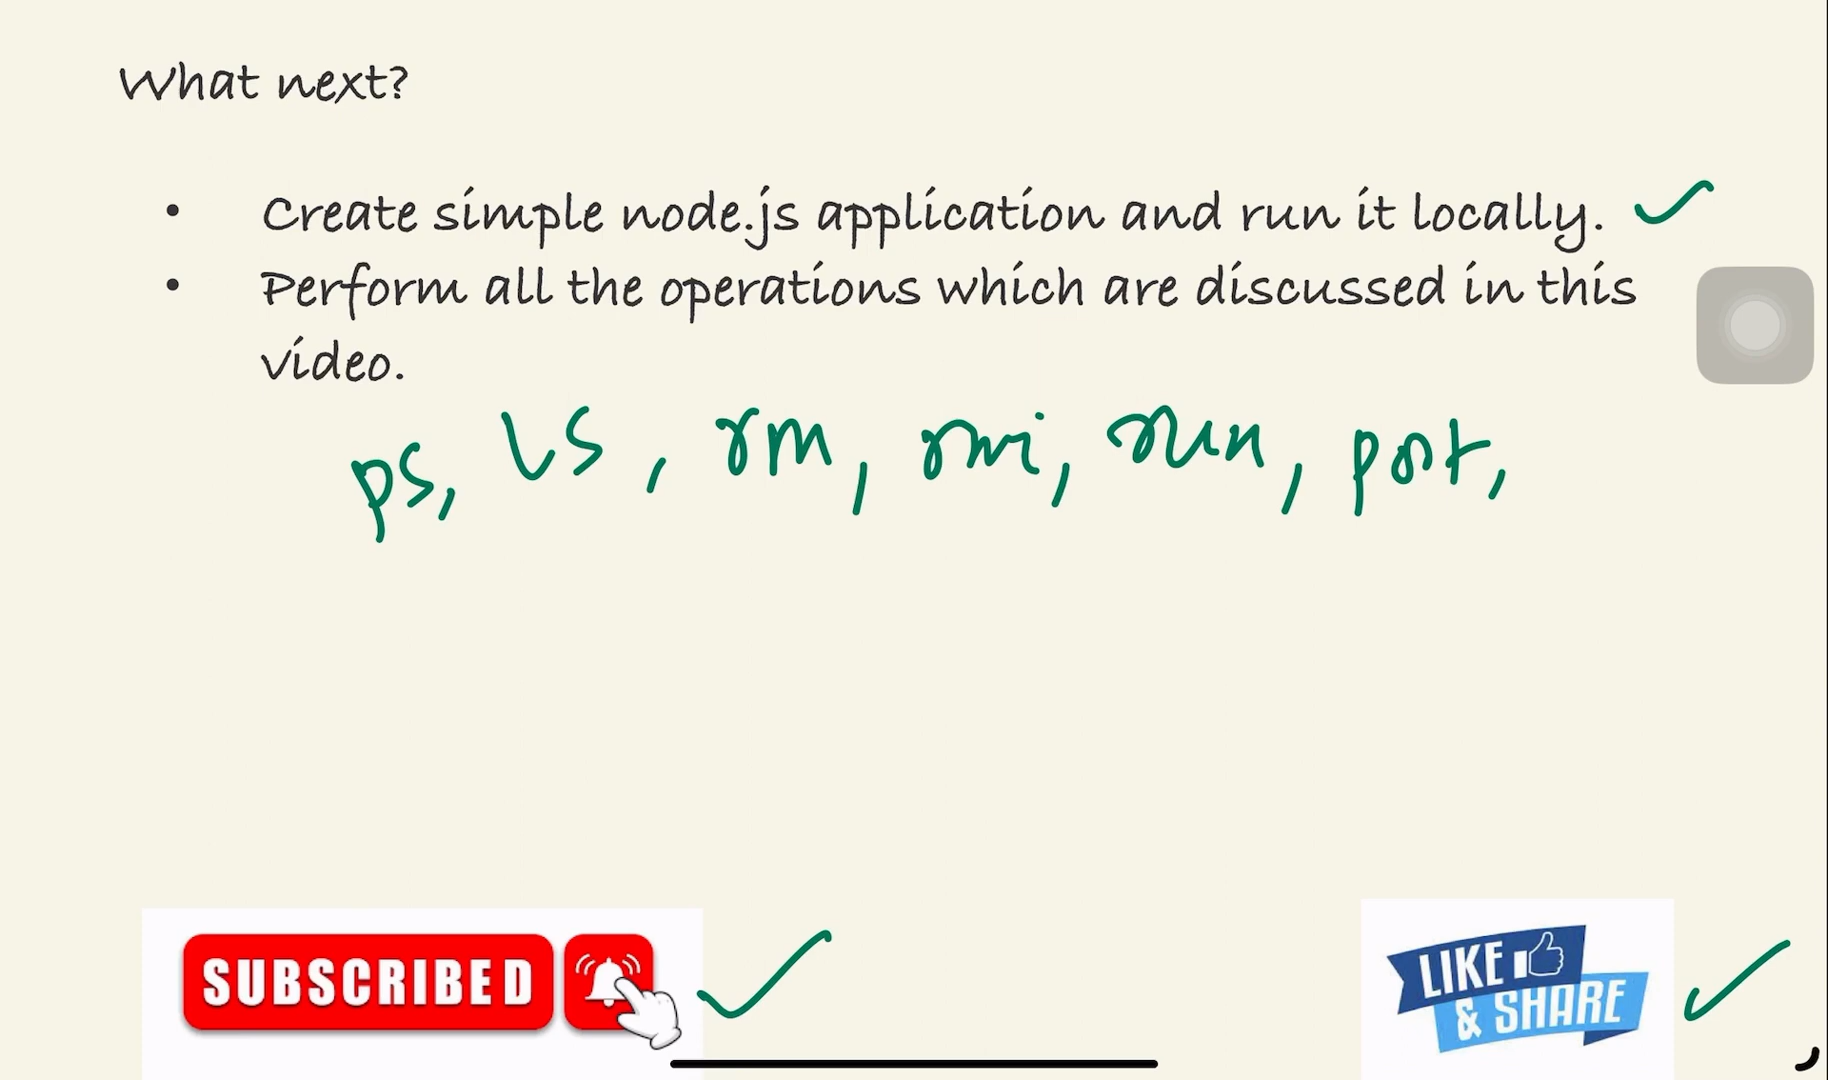 What next?
• Create simple node.js application and run it locally.
• Perform all the operations which are discussed in this
video.
ps, ls, rm, rmi, run, port,
SUBSCRIBED
LIKE
& SHARE